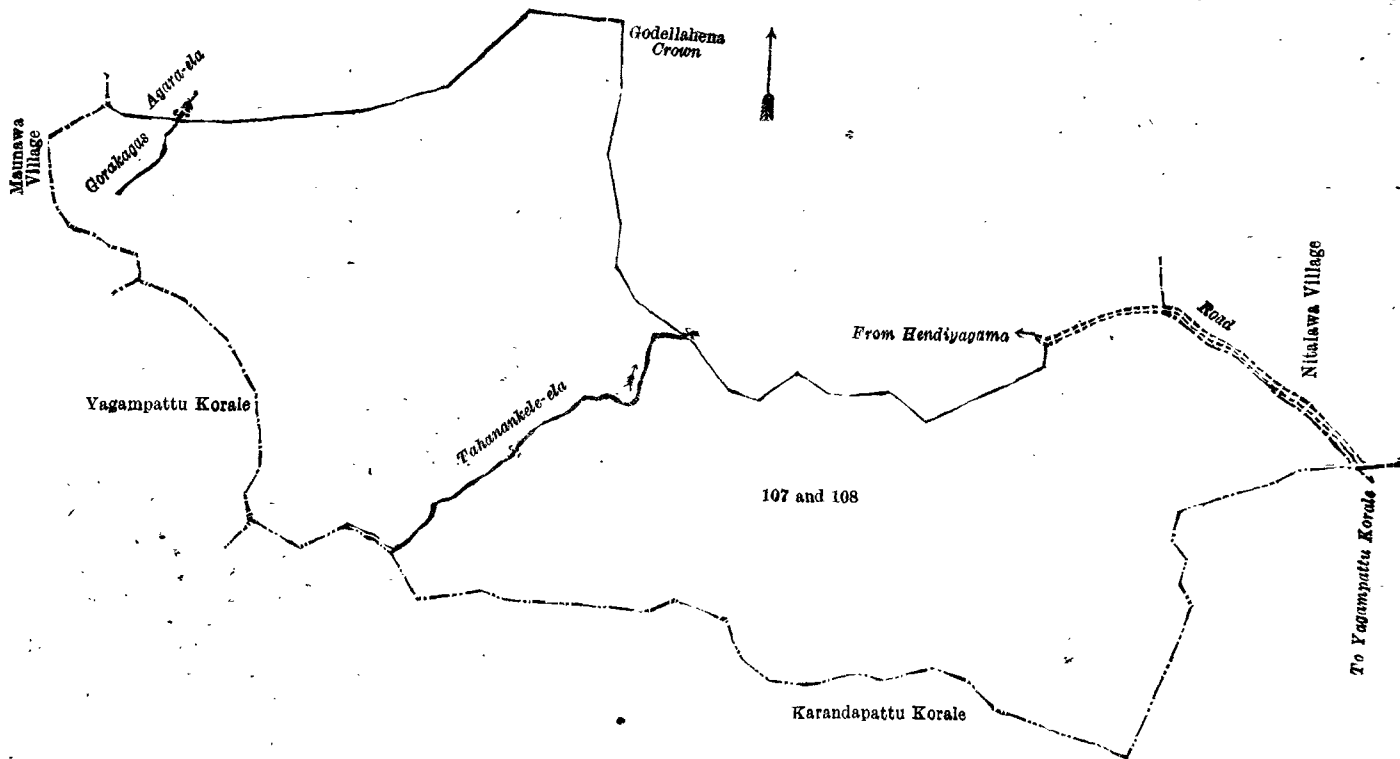 Godellahena
Crown
Agara-ela
Gorakagas
Maunawa
Village
Nitalawa Village
Road
From Hendiyagama
Yagampattu Korale
Tahanankele-ela
107 and 108
To Yagampattu Korale
Karandapattu Korale